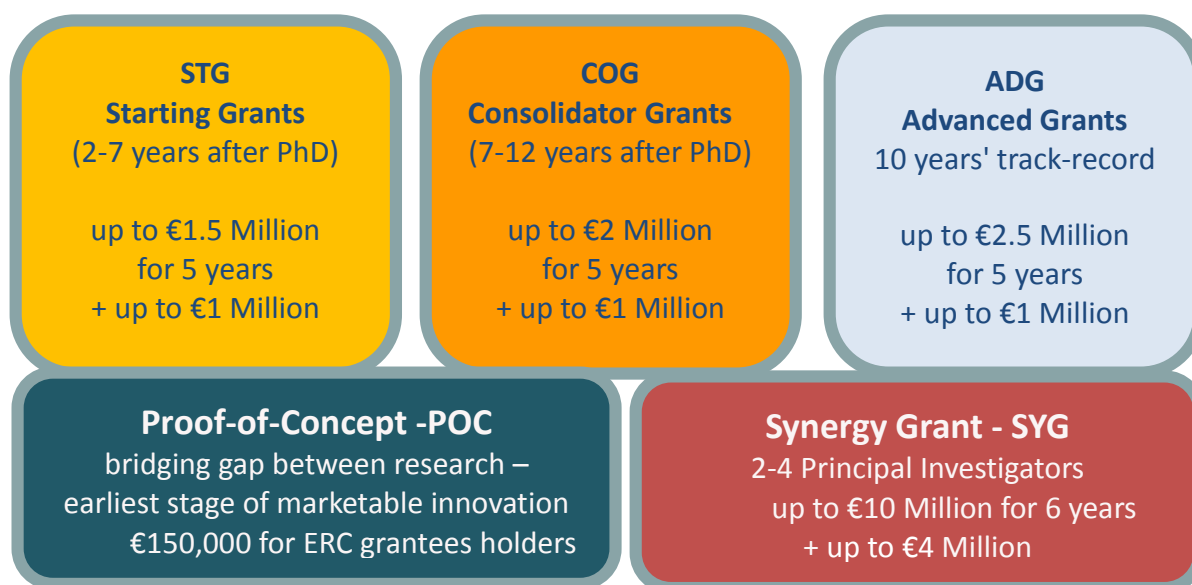 STG
Starting Grants
(2-7 years after PhD)
up to €1.5 Million
for 5 years
+ up to €1 Million
COG
Consolidator Grants
(7-12 years after PhD)
up to €2 Million
for 5 years
+ up to €1 Million
ADG
Advanced Grants
10 years' track-record
up to €2.5 Million
for 5 years
+ up to €1 Million
Proof-of-Concept -POC
bridging gap between research –
earliest stage of marketable innovation
€150,000 for ERC grantees holders
Synergy Grant - SYG
2-4 Principal Investigators
up to €10 Million for 6 years
+ up to €4 Million